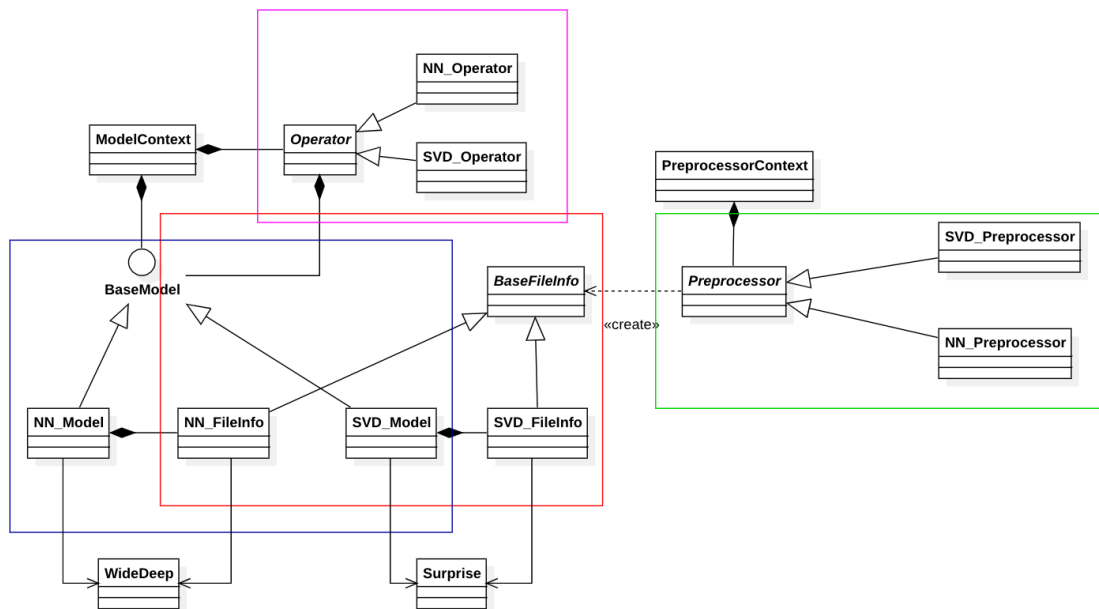 NN_Operator
ModelContext
Operator
SVD_Operator
PreprocessorContext
SVD_Preprocessor
BaseModel
BaseFileInfo
Preprocessor
«create»
NN_Preprocessor
NN_Model
NN_FileInfo
SVD_Model
SVD_FileInfo
WideDeep
Surprise